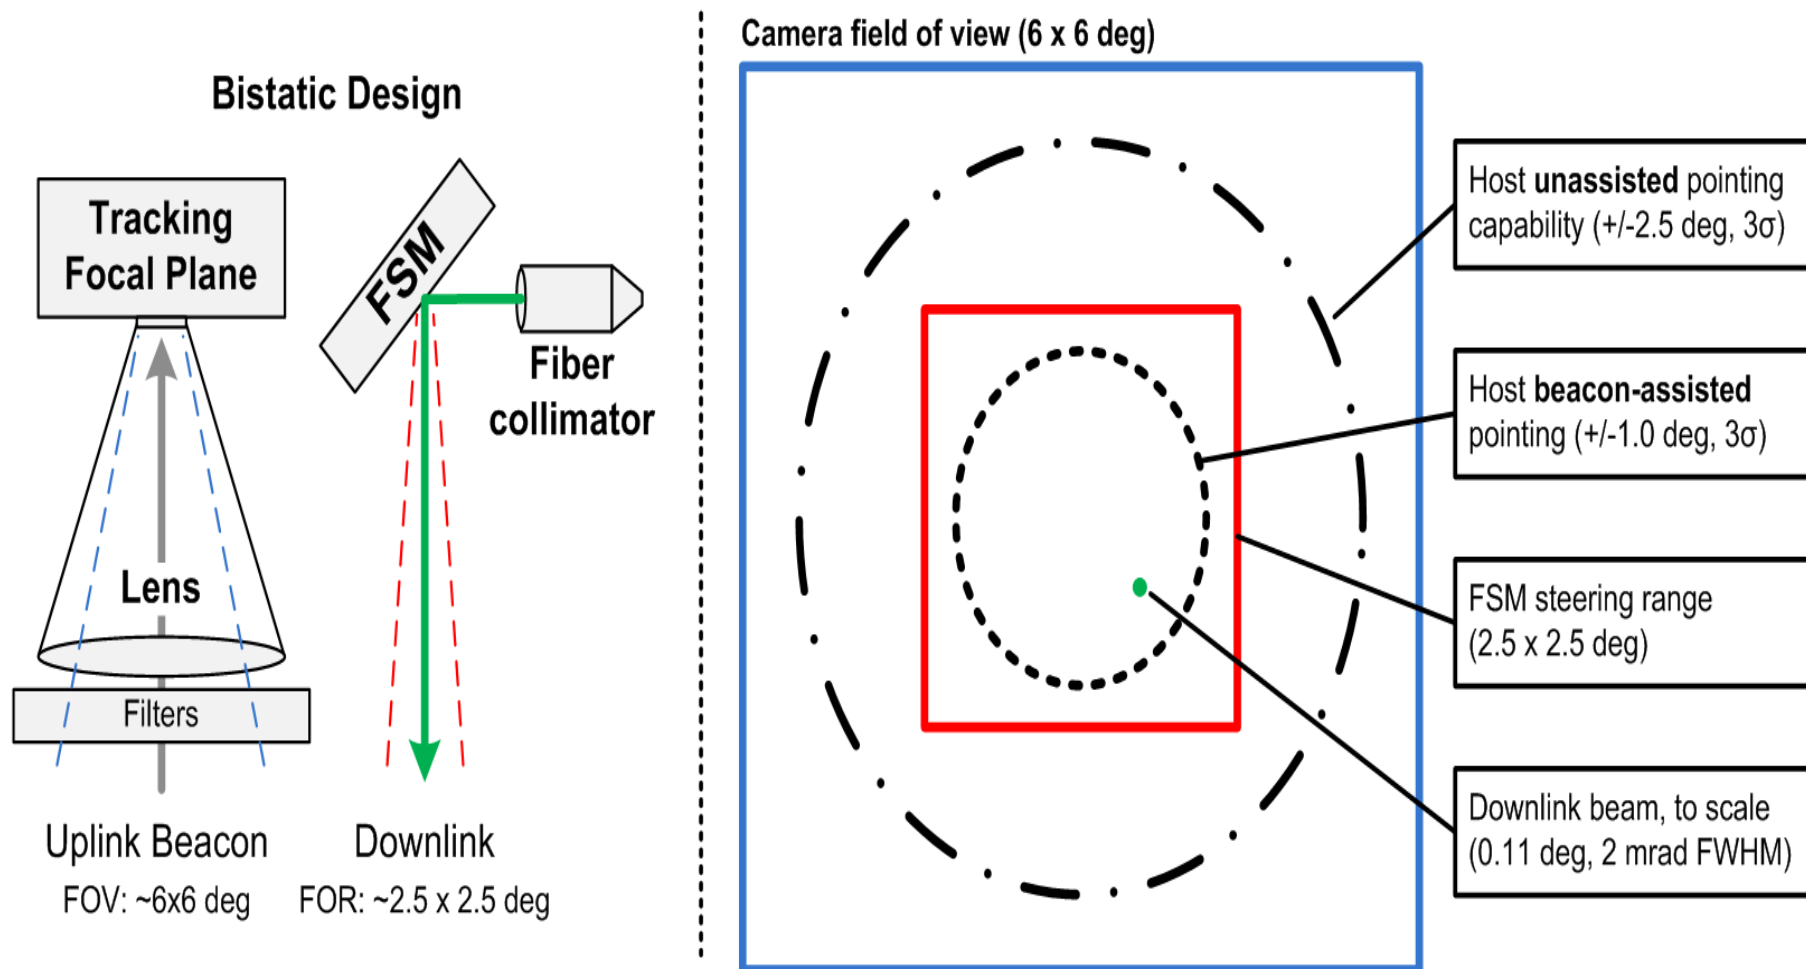 Bistatic Design
Tracking
Focal Plane
FSM
Fiber
collimator
Lens
Filters
Uplink Beacon
FOV: ~6x6 deg
Downlink
FOR: ~2.5 x 2.5 deg
Camera field of view (6 x 6 deg)
Host unassisted pointing
capability (+/-2.5 deg, 3σ)
Host beacon-assisted
pointing (+/-1.0 deg, 3σ)
FSM steering range
(2.5 x 2.5 deg)
Downlink beam, to scale
(0.11 deg, 2 mrad FWHM)